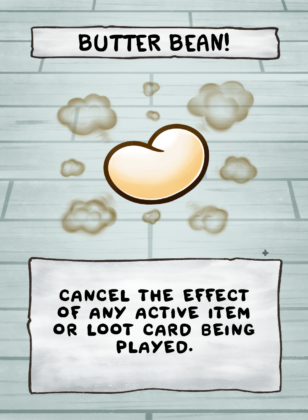 BUTTER BEAN!
CANCEL THE EFFECT
OF ANY ACTIVE ITEM
OR LOOT CARD BEING
PLAYED.